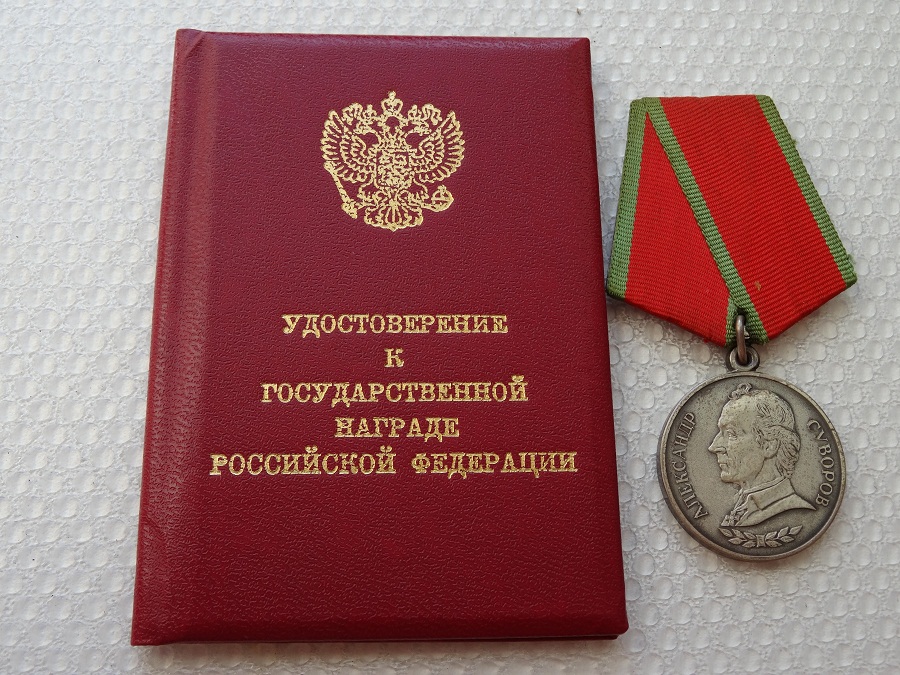 УДОСТОВЕРЕНИЕ
К
ГОСУДАРСТВЕННОЙ
НАГРАДЕ
РОССИЙСКОЙ ФЕДЕРАЦИИ
АЛЕКСАНДР СУВОРОВ